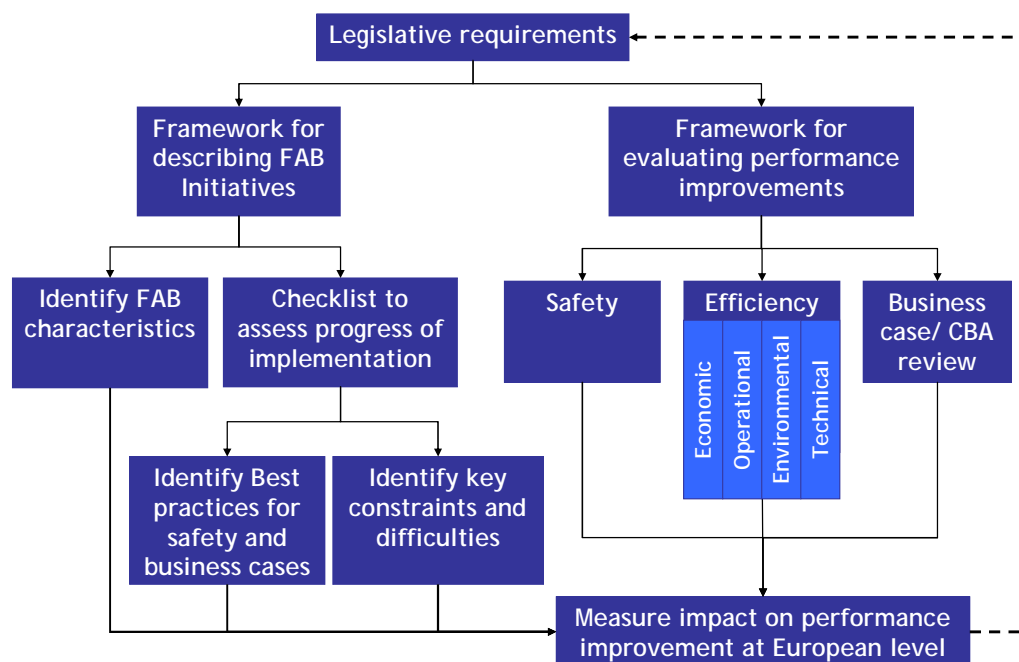 Legislative requirements
Framework for
describing FAB
Initiatives
Framework for
evaluating performance
improvements
Identify FAB
characteristics
Checklist to
assess progress of
implementation
Safety
Efficiency
Economic
Operational
Environmental
Technical
Business
case/ CBA
review
Identify Best
practices for
safety and
business cases
Identify key
constraints and
difficulties
Measure impact on performance
improvement at European level